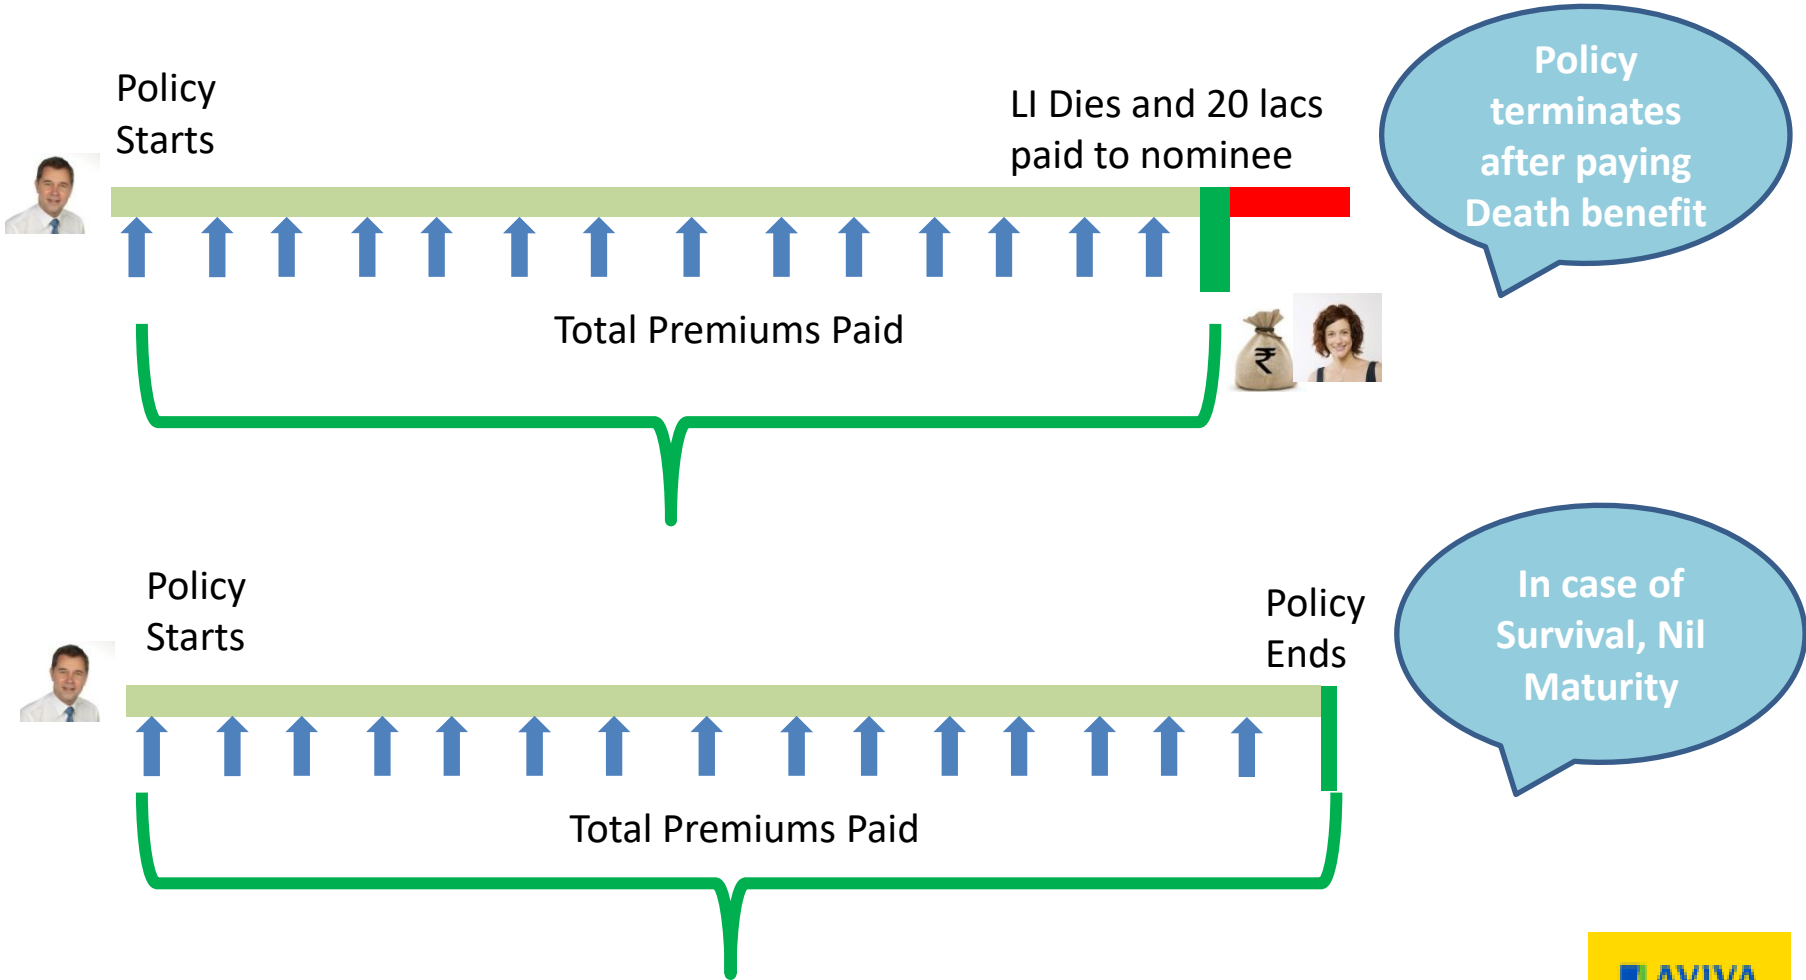 Policy
Starts
LI Dies and 20 lacs
paid to nominee
Policy
terminates
after paying
Death benefit
Total Premiums Paid
₹
Policy
Starts
Policy
Ends
In case of
Survival, Nil
Maturity
Total Premiums Paid
AVIVA